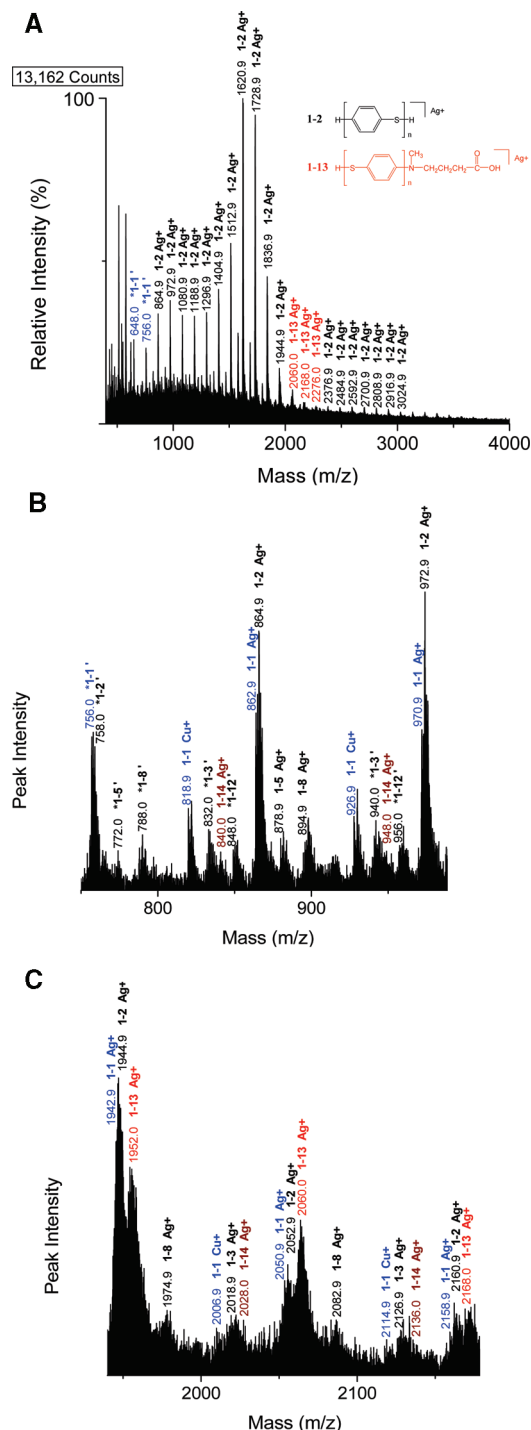 A
13,162 Counts
100
Relative Intensity (%)
648.0 *1-1'
756.0 *1-1'
864.9 1-2 Ag+
972.9 1-2 Ag+
1080.9 1-2 Ag+
1188.9 1-2 Ag+
1296.9 1-2 Ag+
1404.9 1-2 Ag+
1512.9 1-2 Ag+
1620.9 1-2 Ag+
1728.9 1-2 Ag+
1836.9 1-2 Ag+
1944.9 1-2 Ag+
2060.0 1-13 Ag+
2168.0 1-13 Ag+
2276.0 1-13 Ag+
2376.9 1-2 Ag+
2484.9 1-2 Ag+
2592.9 1-2 Ag+
2700.9 1-2 Ag+
2808.9 1-2 Ag+
2916.9 1-2 Ag+
3024.9 1-2 Ag+
1-2 H S H n Ag+
1-13 H S N CH3 CH2CH2CH2 C O OH n Ag+
1000 2000 3000 4000
Mass (m/z)
B
Peak Intensity
756.0 *1-1'
758.0 *1-2'
772.0 *1-5'
788.0 *1-8'
818.9 1-1 Cu+
832.0 *1-3'
840.0 1-14 Ag+
848.0 *1-12'
862.9 1-1 Ag+
864.9 1-2 Ag+
878.9 1-5 Ag+
894.9 1-8 Ag+
926.9 1-1 Cu+
940.0 *1-3'
948.0 1-14 Ag+
956.0 *1-12'
970.9 1-1 Ag+
972.9 1-2 Ag+
800 900
Mass (m/z)
C
Peak Intensity
1942.9 1-1 Ag+
1944.9 1-2 Ag+
1952.0 1-13 Ag+
1974.9 1-8 Ag+
2006.9 1-1 Cu+
2018.9 1-3 Ag+
2028.0 1-14 Ag+
2050.9 1-1 Ag+
2052.9 1-2 Ag+
2060.0 1-13 Ag+
2082.9 1-8 Ag+
2114.9 1-1 Cu+
2126.9 1-3 Ag+
2136.0 1-14 Ag+
2158.9 1-1 Ag+
2160.9 1-2 Ag+
2168.0 1-13 Ag+
2000 2100
Mass (m/z)